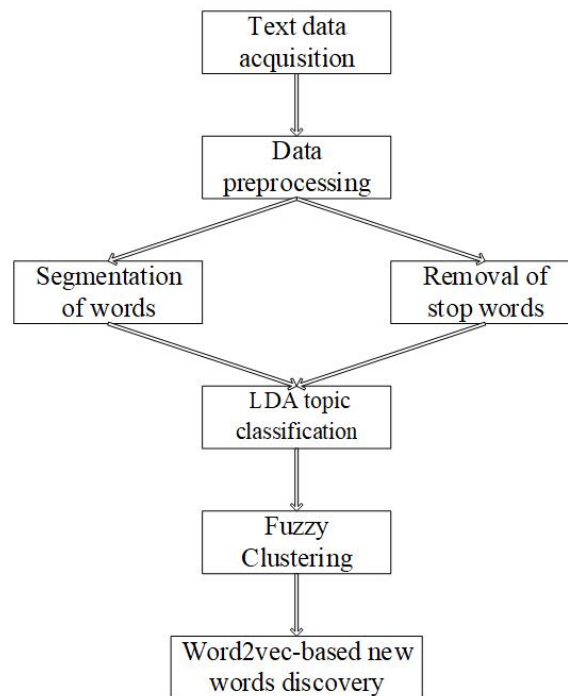 Text data
acquisition
Data
preprocessing
Segmentation
of words
Removal of
stop words
LDA topic
classification
Fuzzy
Clustering
Word2vec-based new
words discovery